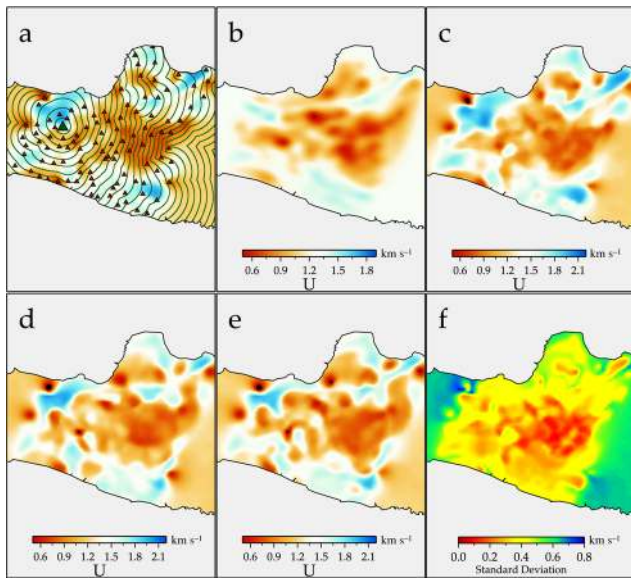 a
b
c
0.6 0.9 1.2 1.5 1.8 km s⁻¹
U
0.6 0.9 1.2 1.5 1.8 2.1 km s⁻¹
U
d
e
f
0.6 0.9 1.2 1.5 1.8 2.1 km s⁻¹
U
0.6 0.9 1.2 1.5 1.8 2.1 km s⁻¹
U
0.0 0.2 0.4 0.6 0.8 km s⁻¹
Standard Deviation